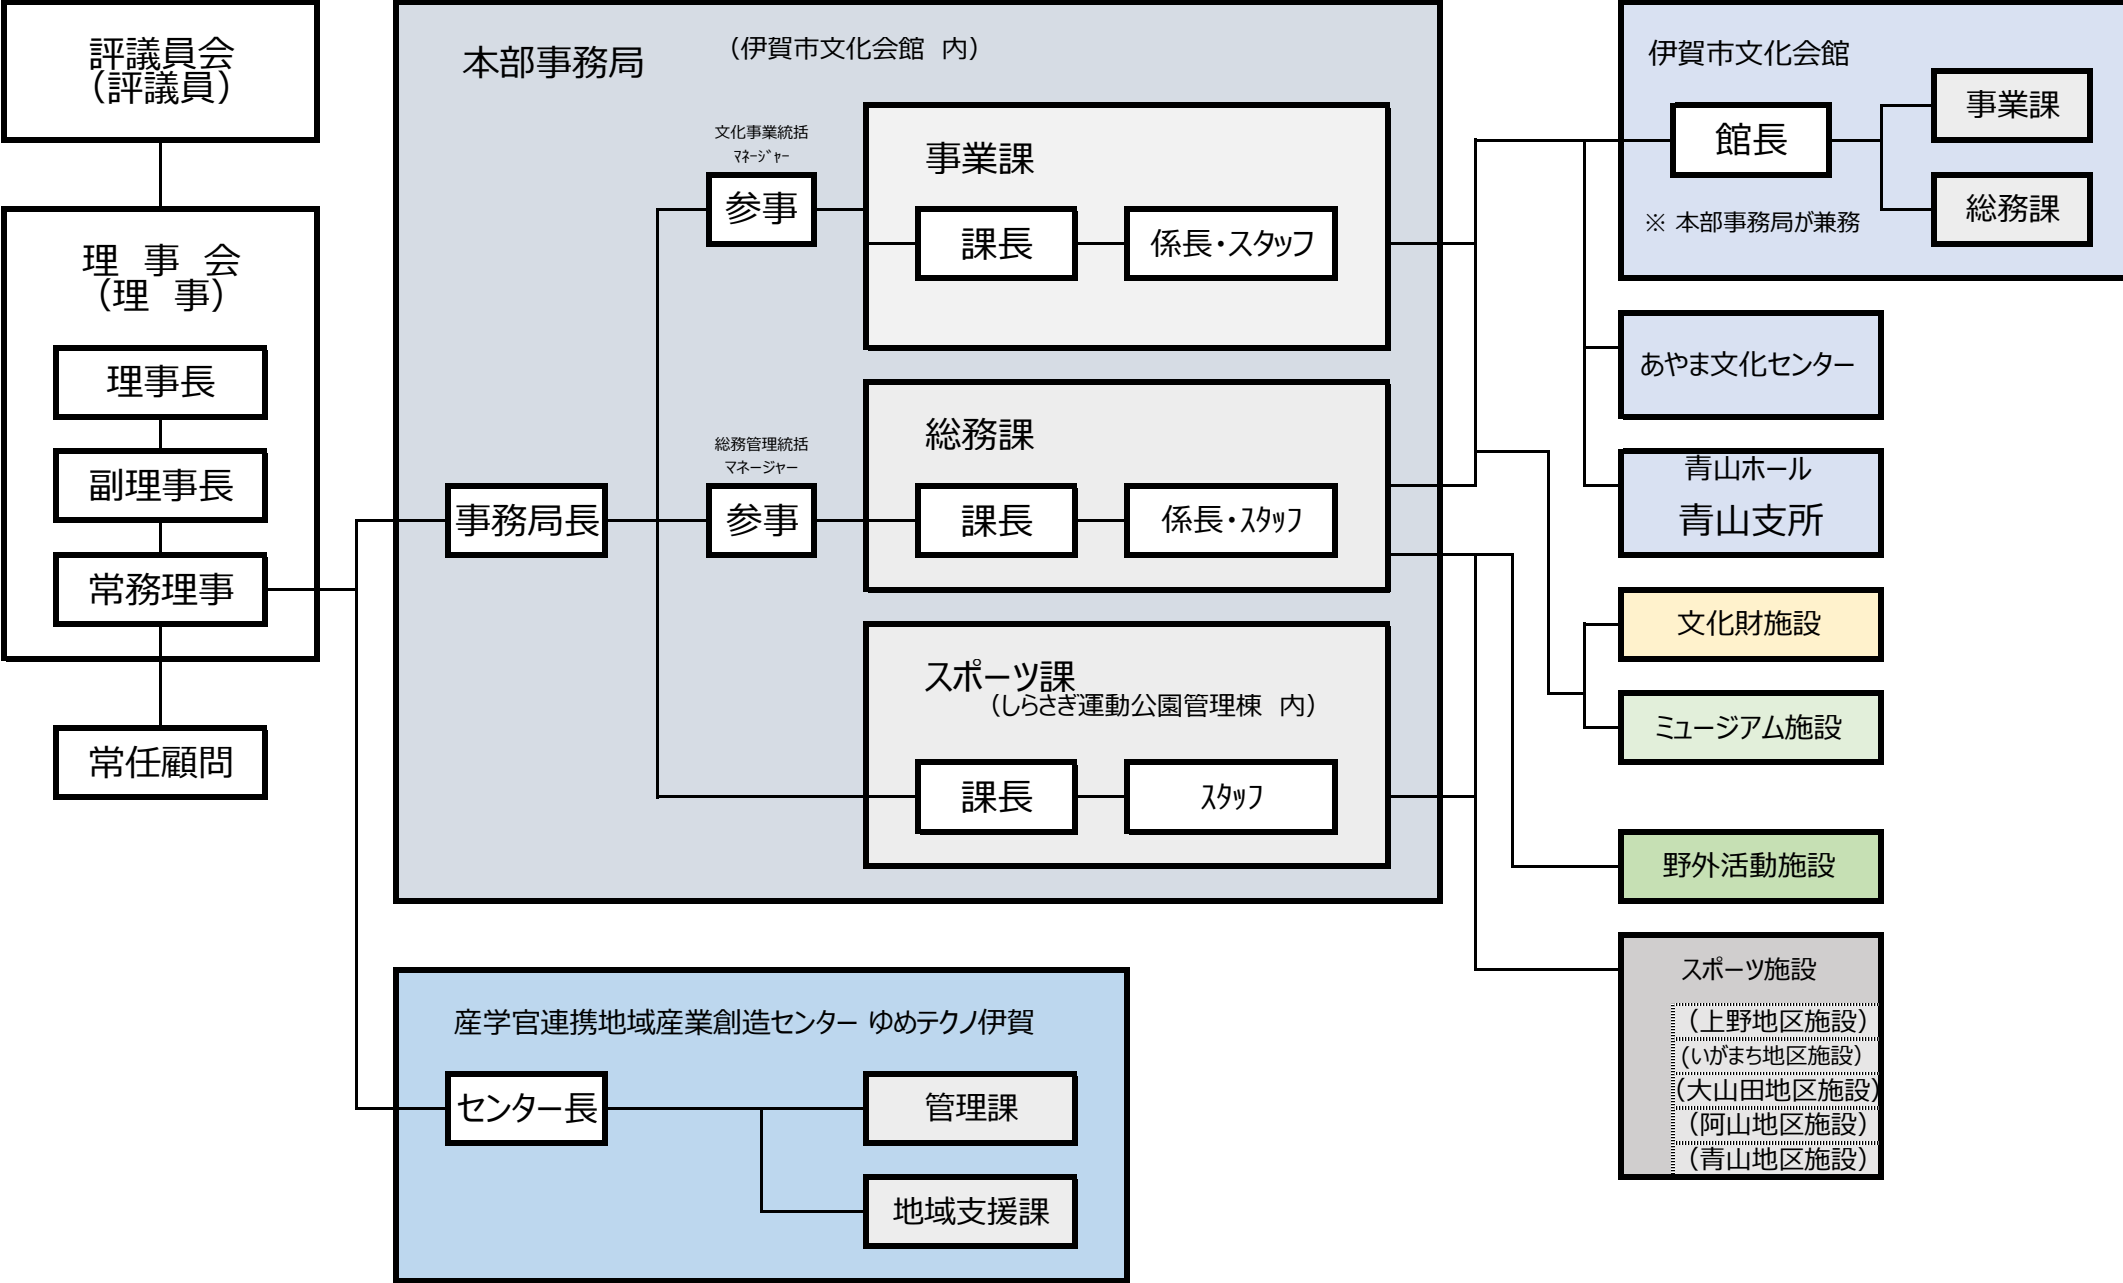 評議員会
（評議員）
理　事　会
（理　事）
理事長
副理事長
常務理事
常任顧問
本部事務局
（伊賀市文化会館　内）
文化事業統括
ﾏﾈｰｼﾞｬｰ
参事
事業課
課長
係長・スタッフ
総務管理統括
マネージャー
事務局長
参事
総務課
課長
係長・ｽﾀｯﾌ
スポーツ課
（しらさぎ運動公園管理棟　内）
課長
ｽﾀｯﾌ
産学官連携地域産業創造センター ゆめテクノ伊賀
センター長
管理課
地域支援課
伊賀市文化会館
館長
事業課
総務課
※ 本部事務局が兼務
あやま文化センター
青山ホール
青山支所
文化財施設
ミュージアム施設
野外活動施設
スポーツ施設
（上野地区施設）
(いがまち地区施設）
（大山田地区施設）
（阿山地区施設）
（青山地区施設）